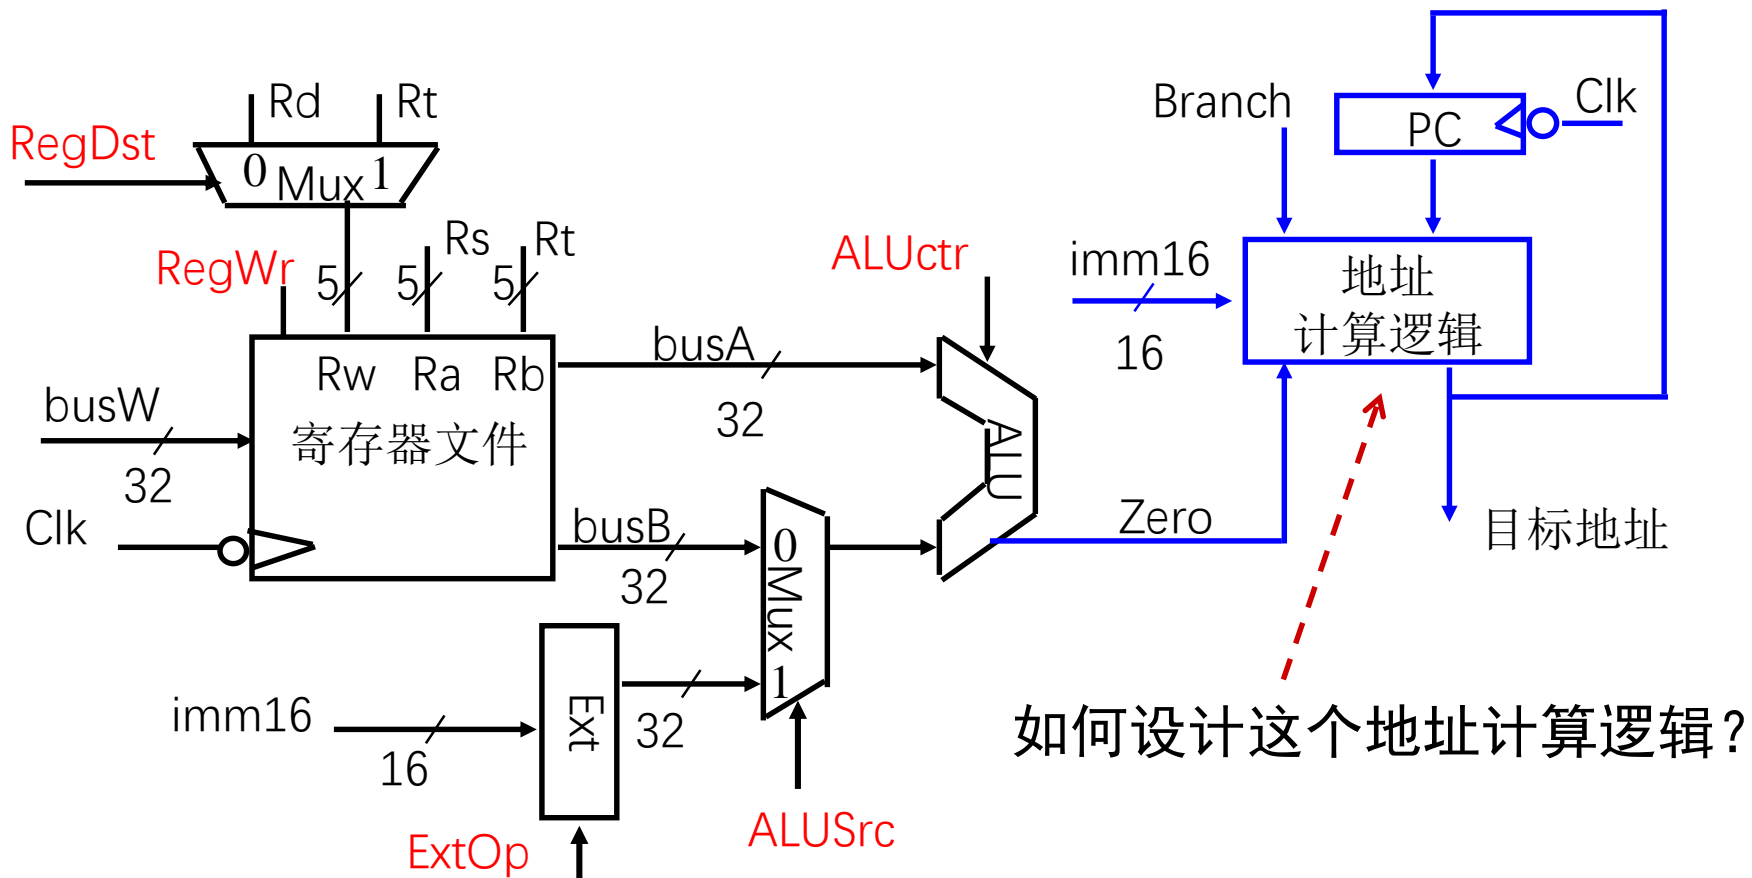 Rd
Rt
RegDst
0
Mux
1
RegWr
5
5
Rs
5
Rt
busW
32
Clk
Rw
Ra
Rb
寄存器文件
busA
32
busB
32
ALUctr
ALU
0
Mux
1
imm16
16
Ext
32
ExtOp
ALUSrc
Zero
Branch
PC
Clk
imm16
16
地址
计算逻辑
目标地址
如何设计这个地址计算逻辑？